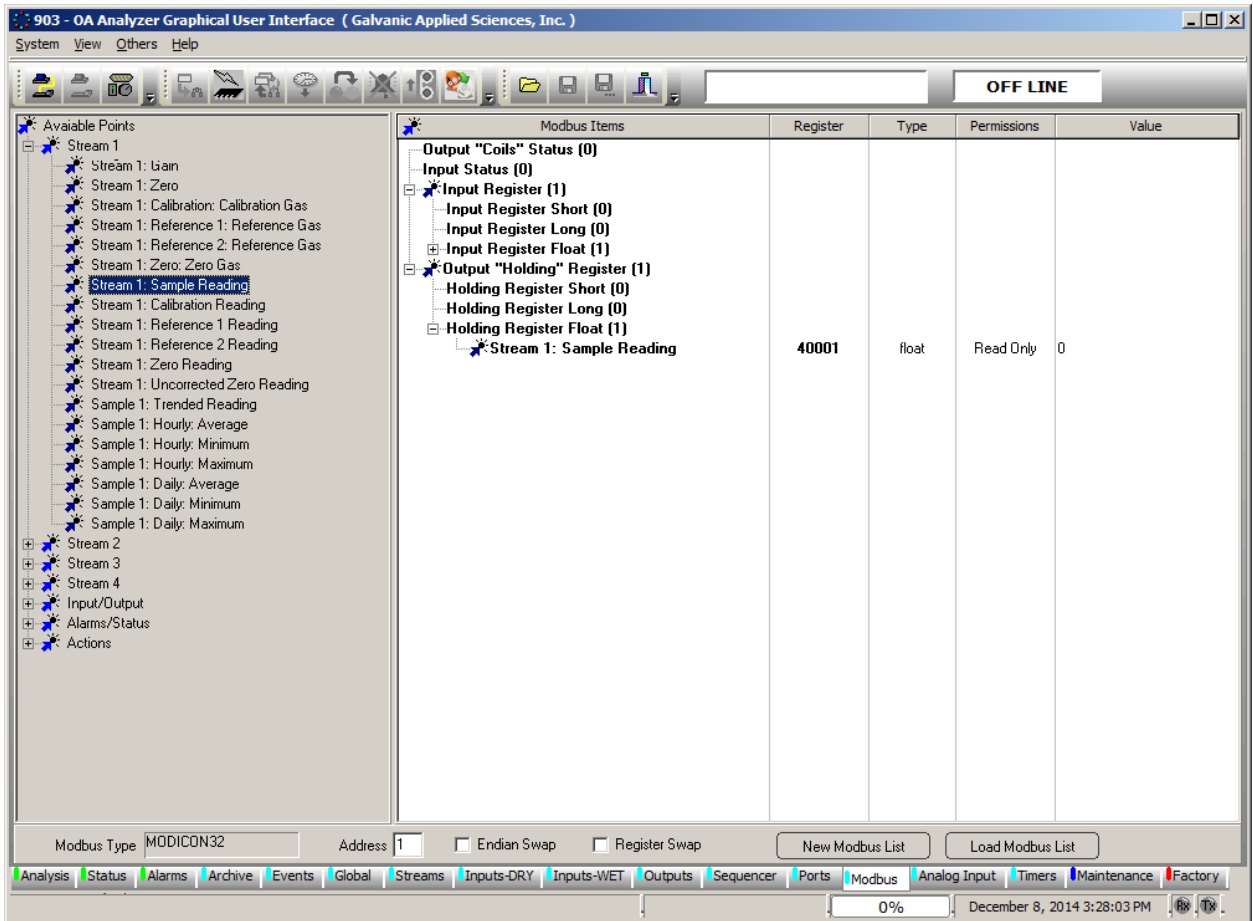 903 - OA Analyzer Graphical User Interface ( Galvanic Applied Sciences, Inc. )
System View Others Help
OFF LINE
Avaiable Points
Stream 1
Stream 1: Gain
Stream 1: Zero
Stream 1: Calibration: Calibration Gas
Stream 1: Reference 1: Reference Gas
Stream 1: Reference 2: Reference Gas
Stream 1: Zero: Zero Gas
Stream 1: Sample Reading
Stream 1: Calibration Reading
Stream 1: Reference 1 Reading
Stream 1: Reference 2 Reading
Stream 1: Zero Reading
Stream 1: Uncorrected Zero Reading
Sample 1: Trended Reading
Sample 1: Hourly: Average
Sample 1: Hourly: Minimum
Sample 1: Hourly: Maximum
Sample 1: Daily: Average
Sample 1: Daily: Minimum
Sample 1: Daily: Maximum
Stream 2
Stream 3
Stream 4
Input/Output
Alarms/Status
Actions
Modbus Items Register Type Permissions Value
Output "Coils" Status (0)
Input Status (0)
Input Register (1)
Input Register Short (0)
Input Register Long (0)
Input Register Float (1)
Output "Holding" Register (1)
Holding Register Short (0)
Holding Register Long (0)
Holding Register Float (1)
Stream 1: Sample Reading 40001 float Read Only 0
Modbus Type MODICON32 Address 1 Endian Swap Register Swap New Modbus List Load Modbus List
Analysis Status Alarms Archive Events Global Streams Inputs-DRY Inputs-WET Outputs Sequencer Ports Modbus Analog Input Timers Maintenance Factory
0% December 8, 2014 3:28:03 PM Rx Tx